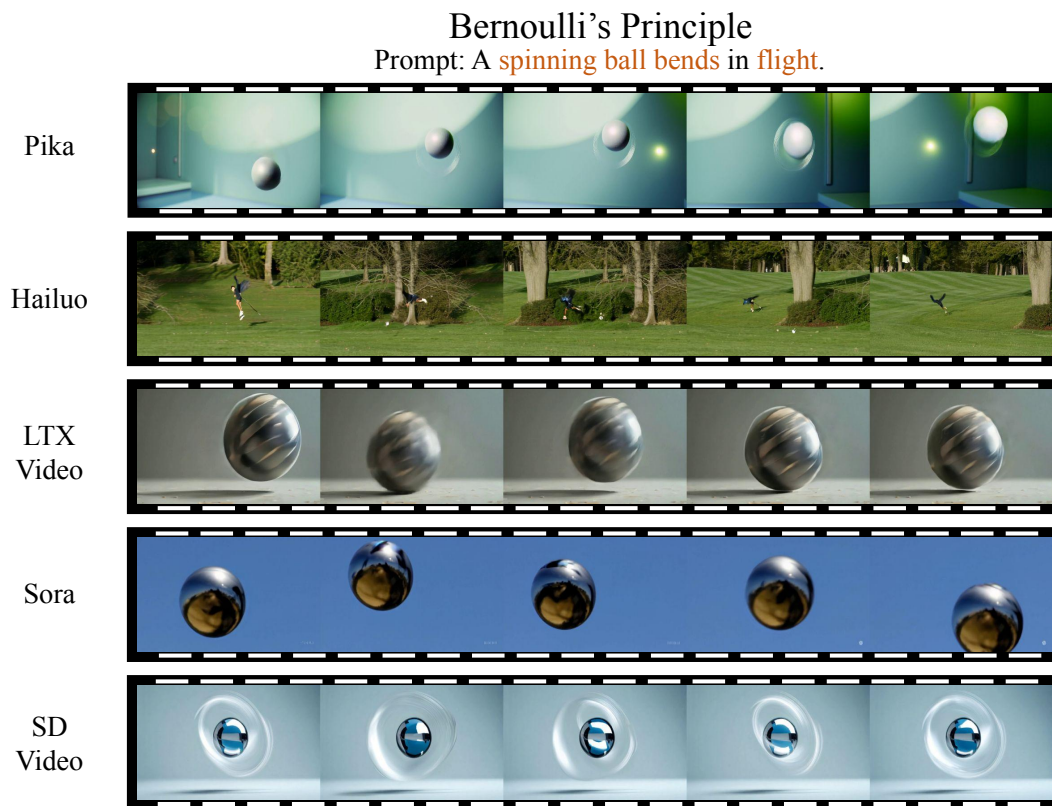 Bernoulli’s Principle
Prompt: A spinning ball bends in flight.
Pika
Hailuo
LTX
Video
Sora
SD
Video